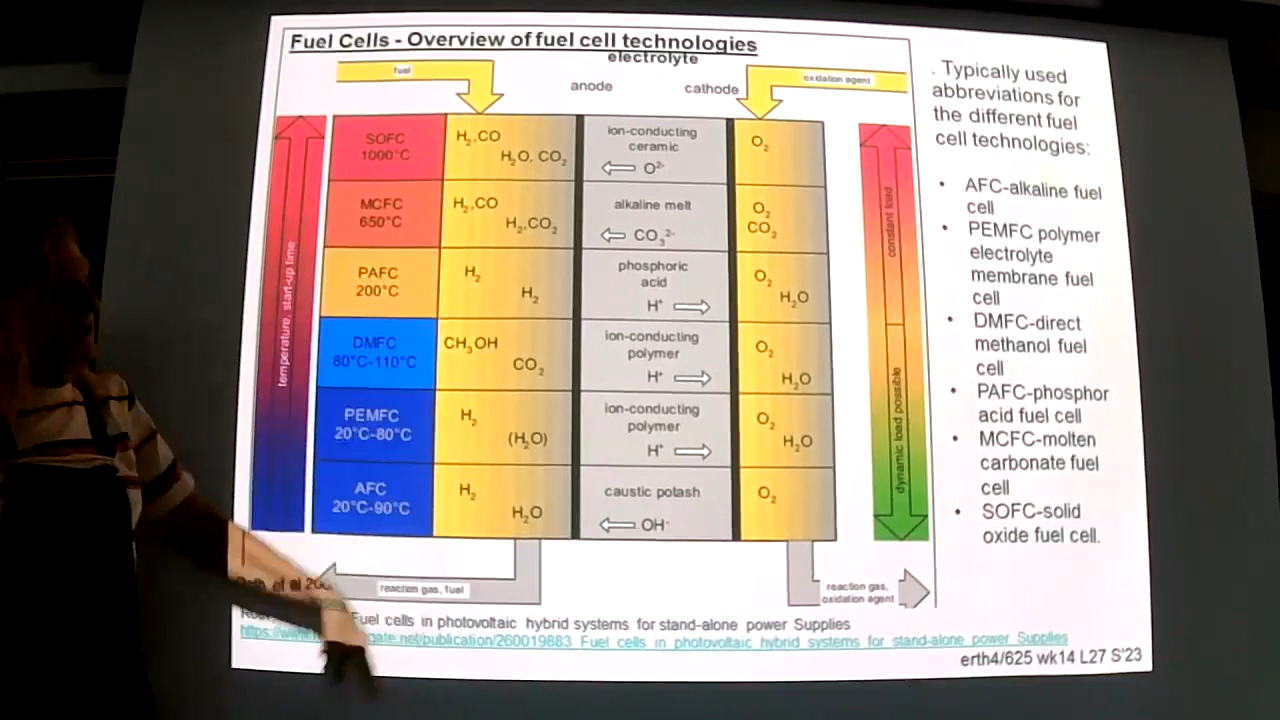 Fuel Cells - Overview of fuel cell technologies
electrolyte
fuel
anode
cathode
oxidation agent
SOFC
1000°C
H₂,CO
H₂O, CO₂
ion-conducting
ceramic
O²⁻
O₂
MCFC
650°C
H₂,CO
H₂,CO₂
alkaline melt
CO₃²⁻
O₂
CO₂
PAFC
200°C
H₂
H₂
phosphoric
acid
H⁺
O₂
H₂O
DMFC
80°C-110°C
CH₃OH
CO₂
ion-conducting
polymer
H⁺
O₂
H₂O
PEMFC
20°C-80°C
H₂
(H₂O)
ion-conducting
polymer
H⁺
O₂
H₂O
AFC
20°C-90°C
H₂
H₂O
caustic potash
OH⁻
O₂
temperature, start-up time
constant load
dynamic load possible
reaction gas, fuel
reaction gas,
oxidation agent
. Typically used
abbreviations for
the different fuel
cell technologies:
• AFC-alkaline fuel
cell
• PEMFC polymer
electrolyte
membrane fuel
cell
• DMFC-direct
methanol fuel
cell
• PAFC-phosphor
acid fuel cell
• MCFC-molten
carbonate fuel
cell
• SOFC-solid
oxide fuel cell.
et al
Fuel cells in photovoltaic hybrid systems for stand-alone power Supplies
gate.net/publication/260019883_Fuel_cells_in_photovoltaic_hybrid_systems_for_stand-alone_power_Supplies
erth4/625 wk14 L27 S'23